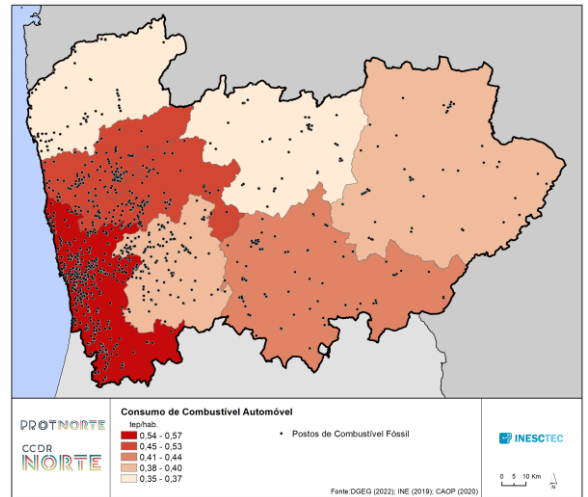 PROTNORTE
CCDR
NORTE
Consumo de Combustível Automóvel
tep/hab.
0,54 - 0,57
0,45 - 0,53
0,41 - 0,44
0,38 - 0,40
0,35 - 0,37
Postos de Combustível Fóssil
INESCTEC
0 5 10 Km
N
Fonte:DGEG (2022); INE (2019); CAOP (2020)